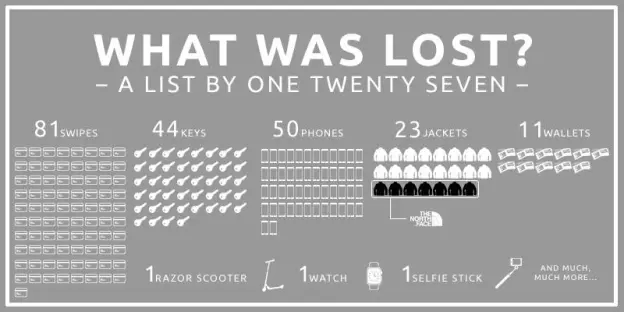 WHAT WAS LOST?
– A LIST BY ONE TWENTY SEVEN –
81 SWIPES
44 KEYS
50 PHONES
23 JACKETS
11 WALLETS
THE
NORTH
FACE
1 RAZOR SCOOTER
1 WATCH
1 SELFIE STICK
AND MUCH,
MUCH MORE...